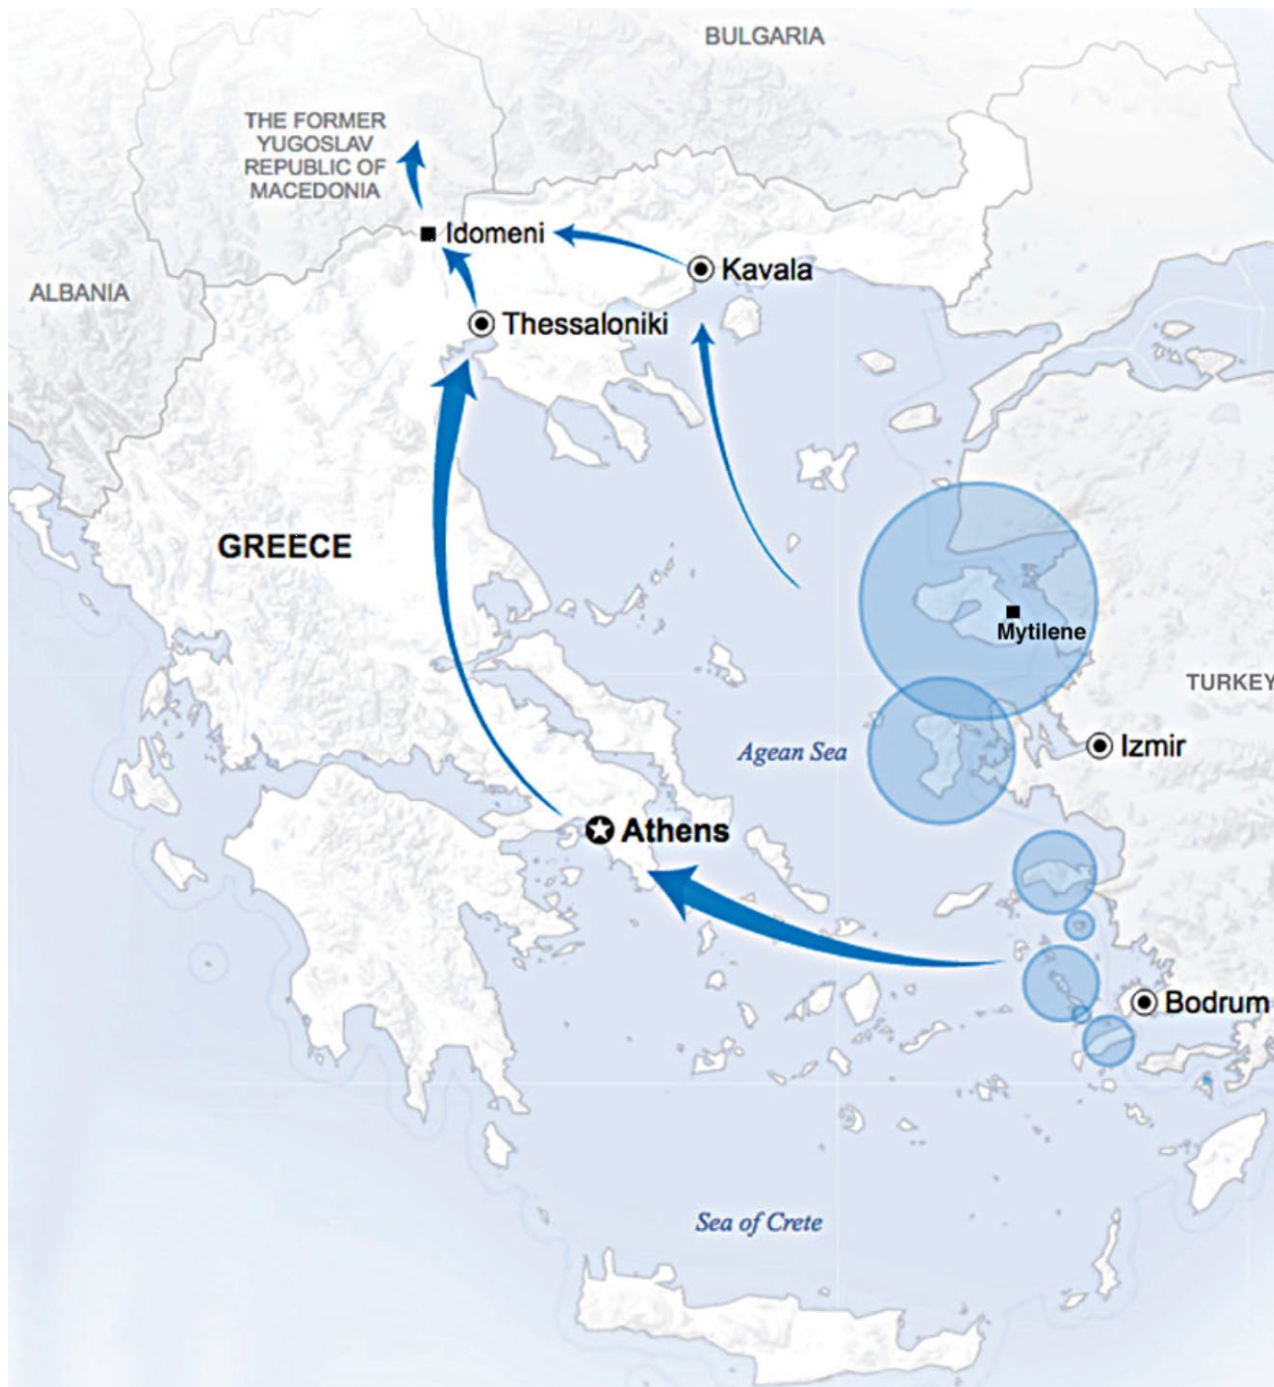 BULGARIA
THE FORMER
YUGOSLAV
REPUBLIC OF
MACEDONIA
Idomeni
Kavala
ALBANIA
Thessaloniki
GREECE
Mytilene
TURKEY
Agean Sea
Izmir
Athens
Bodrum
Sea of Crete